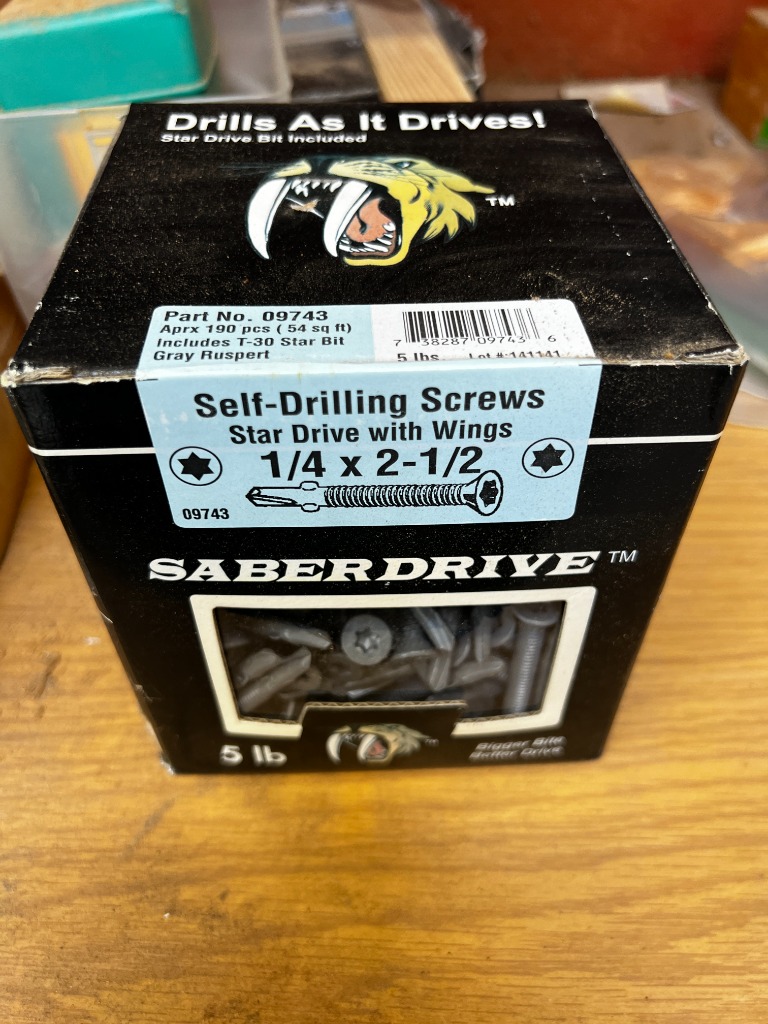 Drills As It Drives!
Star Drive Bit Included
TM
Part No. 09743
Aprx 190 pcs ( 54 sq ft)
Includes T-30 Star Bit
Gray Ruspert
7 38287 09743 6
5 lbs. Lot #:141141
Self-Drilling Screws
Star Drive with Wings
1/4 x 2-1/2
09743
SABERDRIVE TM
5 lb
Bigger Bite
Better Drive